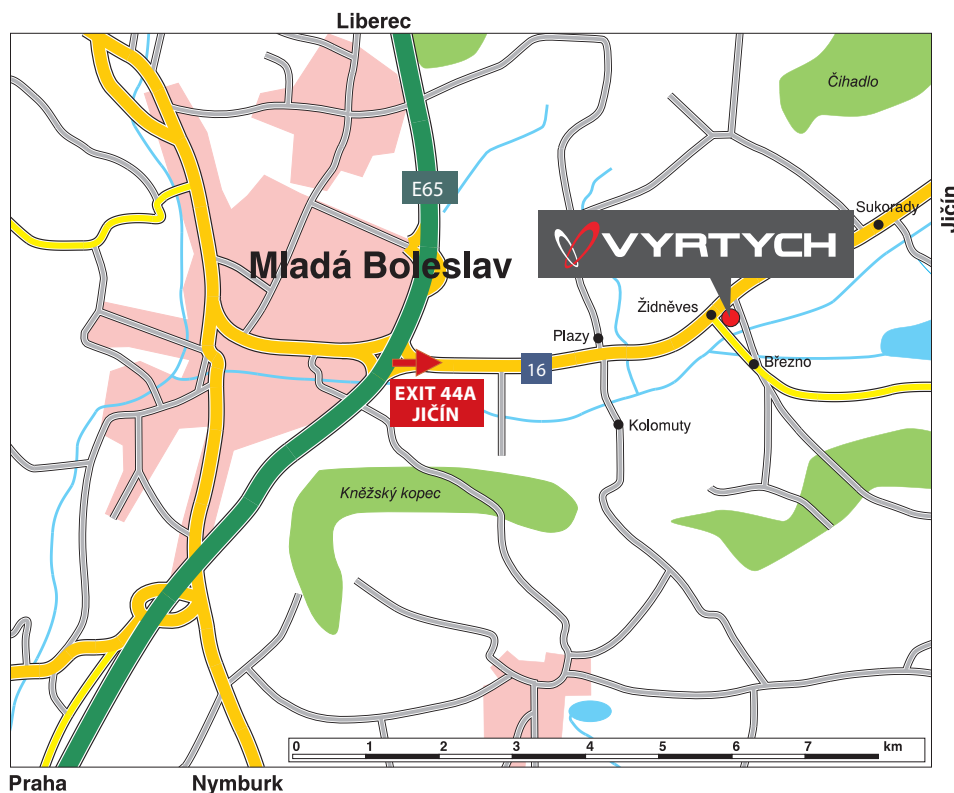 Liberec
Čihadlo
E65
Sukorady
Jičín
VYRTYCH
Mladá Boleslav
Židněves
Plazy
Březno
16
EXIT 44A
JIČÍN
Kolomuty
Kněžský kopec
0 1 2 3 4 5 6 7 km
Praha
Nymburk